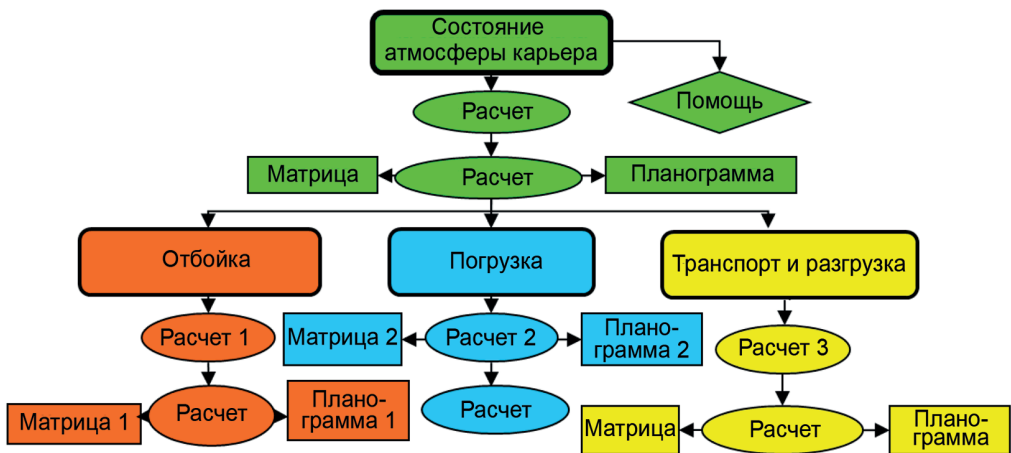 Состояние
атмосферы карьера
Помощь
Расчет
Матрица
Расчет
Планограмма
Отбойка
Погрузка
Транспорт и разгрузка
Расчет 1
Матрица 2
Расчет 2
Плано-
грамма 2
Расчет 3
Матрица 1
Расчет
Плано-
грамма 1
Расчет
Матрица
Расчет
Плано-
грамма